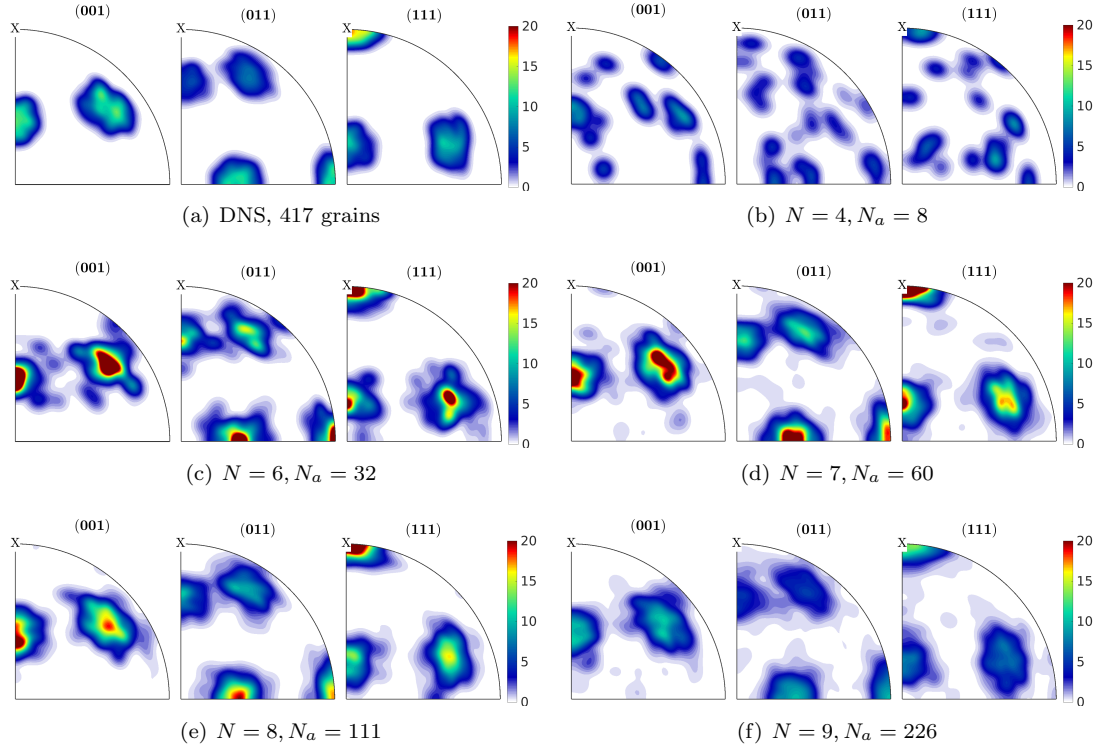 (001) (011) (111) (001) (011) (111)
X 20 15 10 5 0 X X X 20 15 10 5 0
(a) DNS, 417 grains (b) N = 4, N_a = 8
(001) (011) (111) (001) (011) (111)
X X X 20 15 10 5 0 X X X 20 15 10 5 0
(c) N = 6, N_a = 32 (d) N = 7, N_a = 60
(001) (011) (111) (001) (011) (111)
X X X 20 15 10 5 0 X X X 20 15 10 5 0
(e) N = 8, N_a = 111 (f) N = 9, N_a = 226